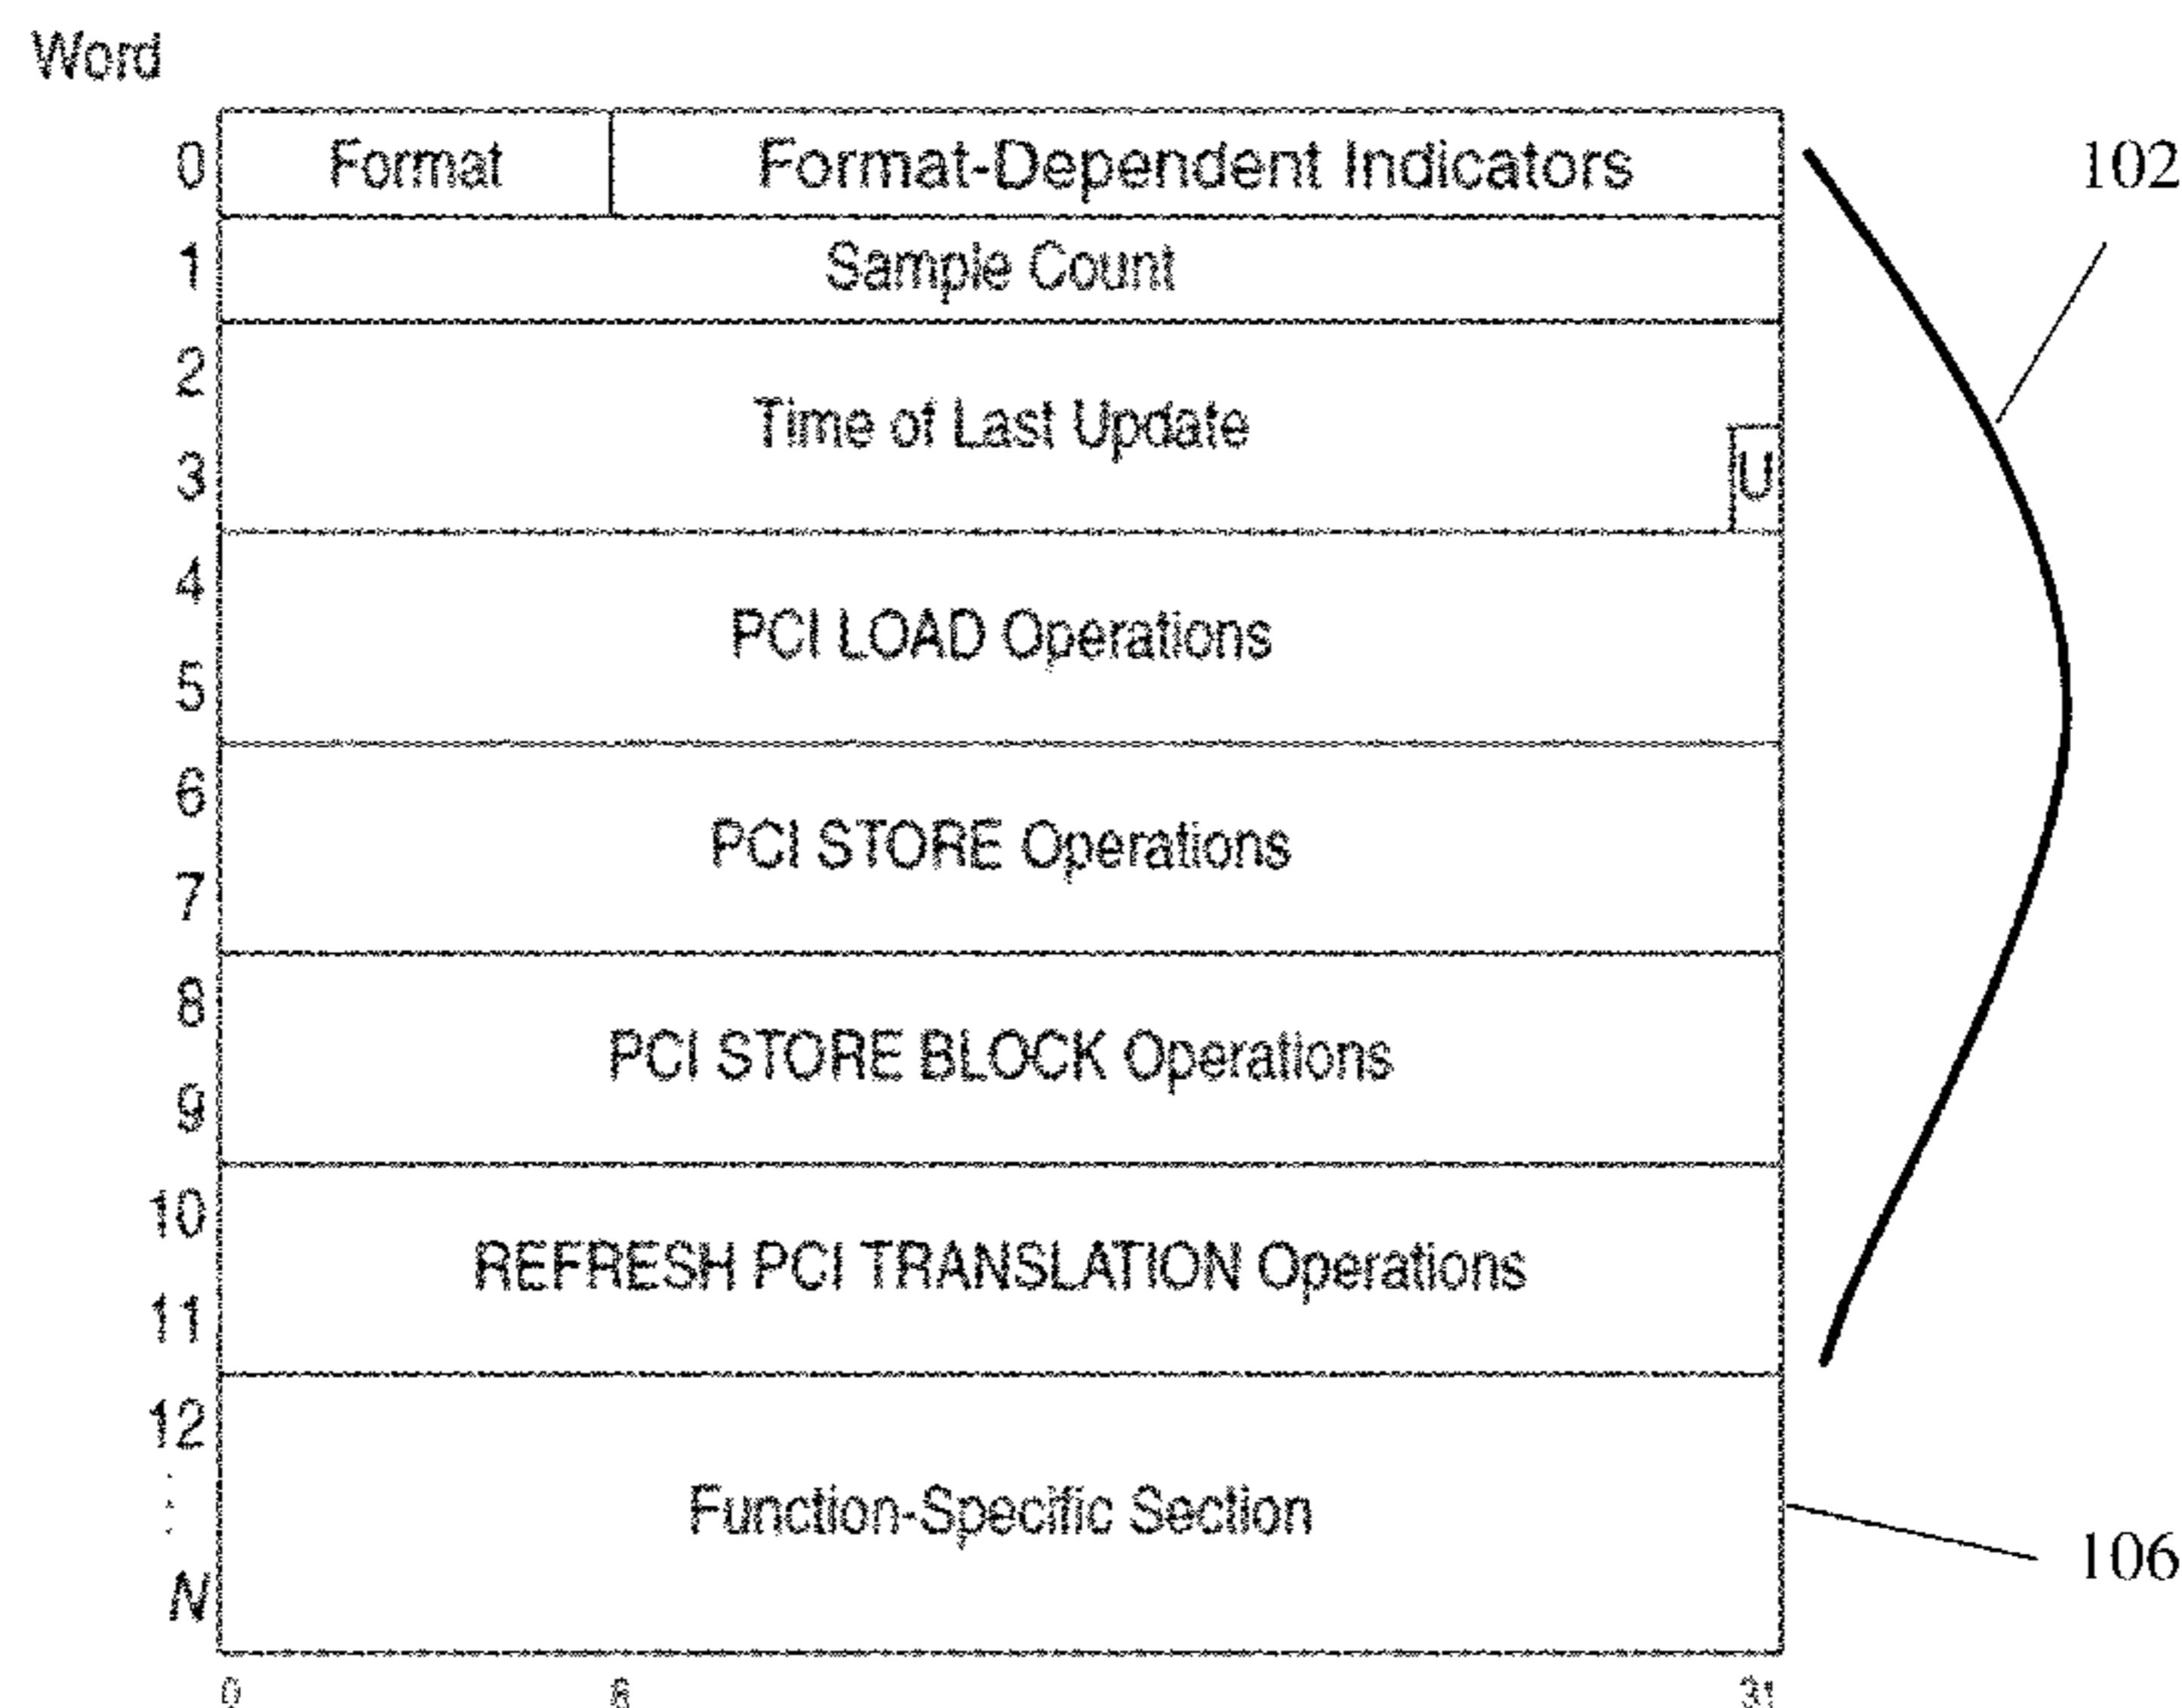 Word
0 Format Format-Dependent Indicators 102
1 Sample Count
2
Time of Last Update
3 U
4
PCI LOAD Operations
5
6
PCI STORE Operations
7
8
PCI STORE BLOCK Operations
9
10
REFRESH PCI TRANSLATION Operations
11
12
Function-Specific Section
106
N
0 8 31